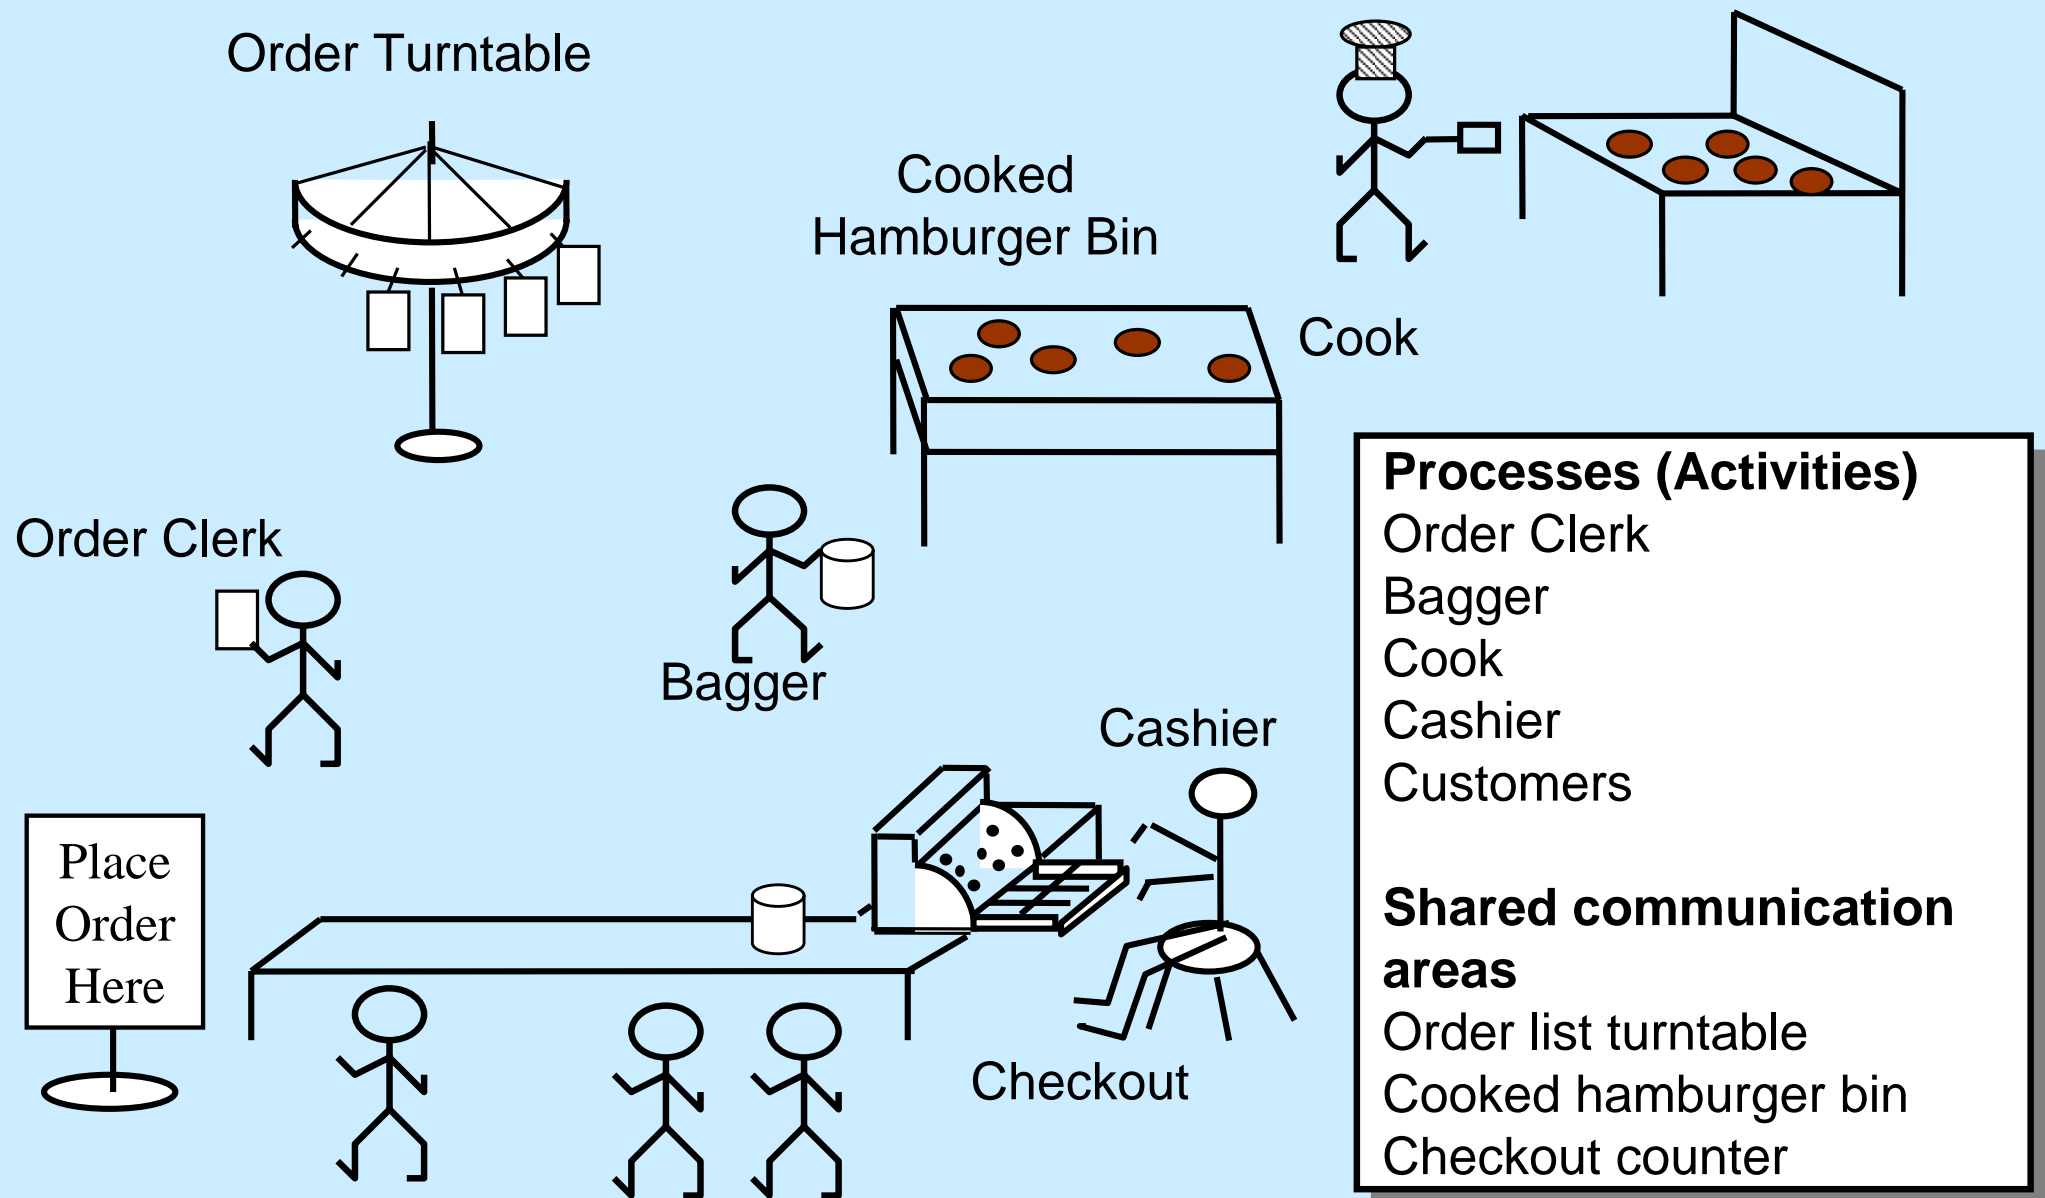 Order Turntable
Cooked
Hamburger Bin
Cook
Order Clerk
Bagger
Cashier
Place
Order
Here
Checkout
Processes (Activities)
Order Clerk
Bagger
Cook
Cashier
Customers
Shared communication
areas
Order list turntable
Cooked hamburger bin
Checkout counter